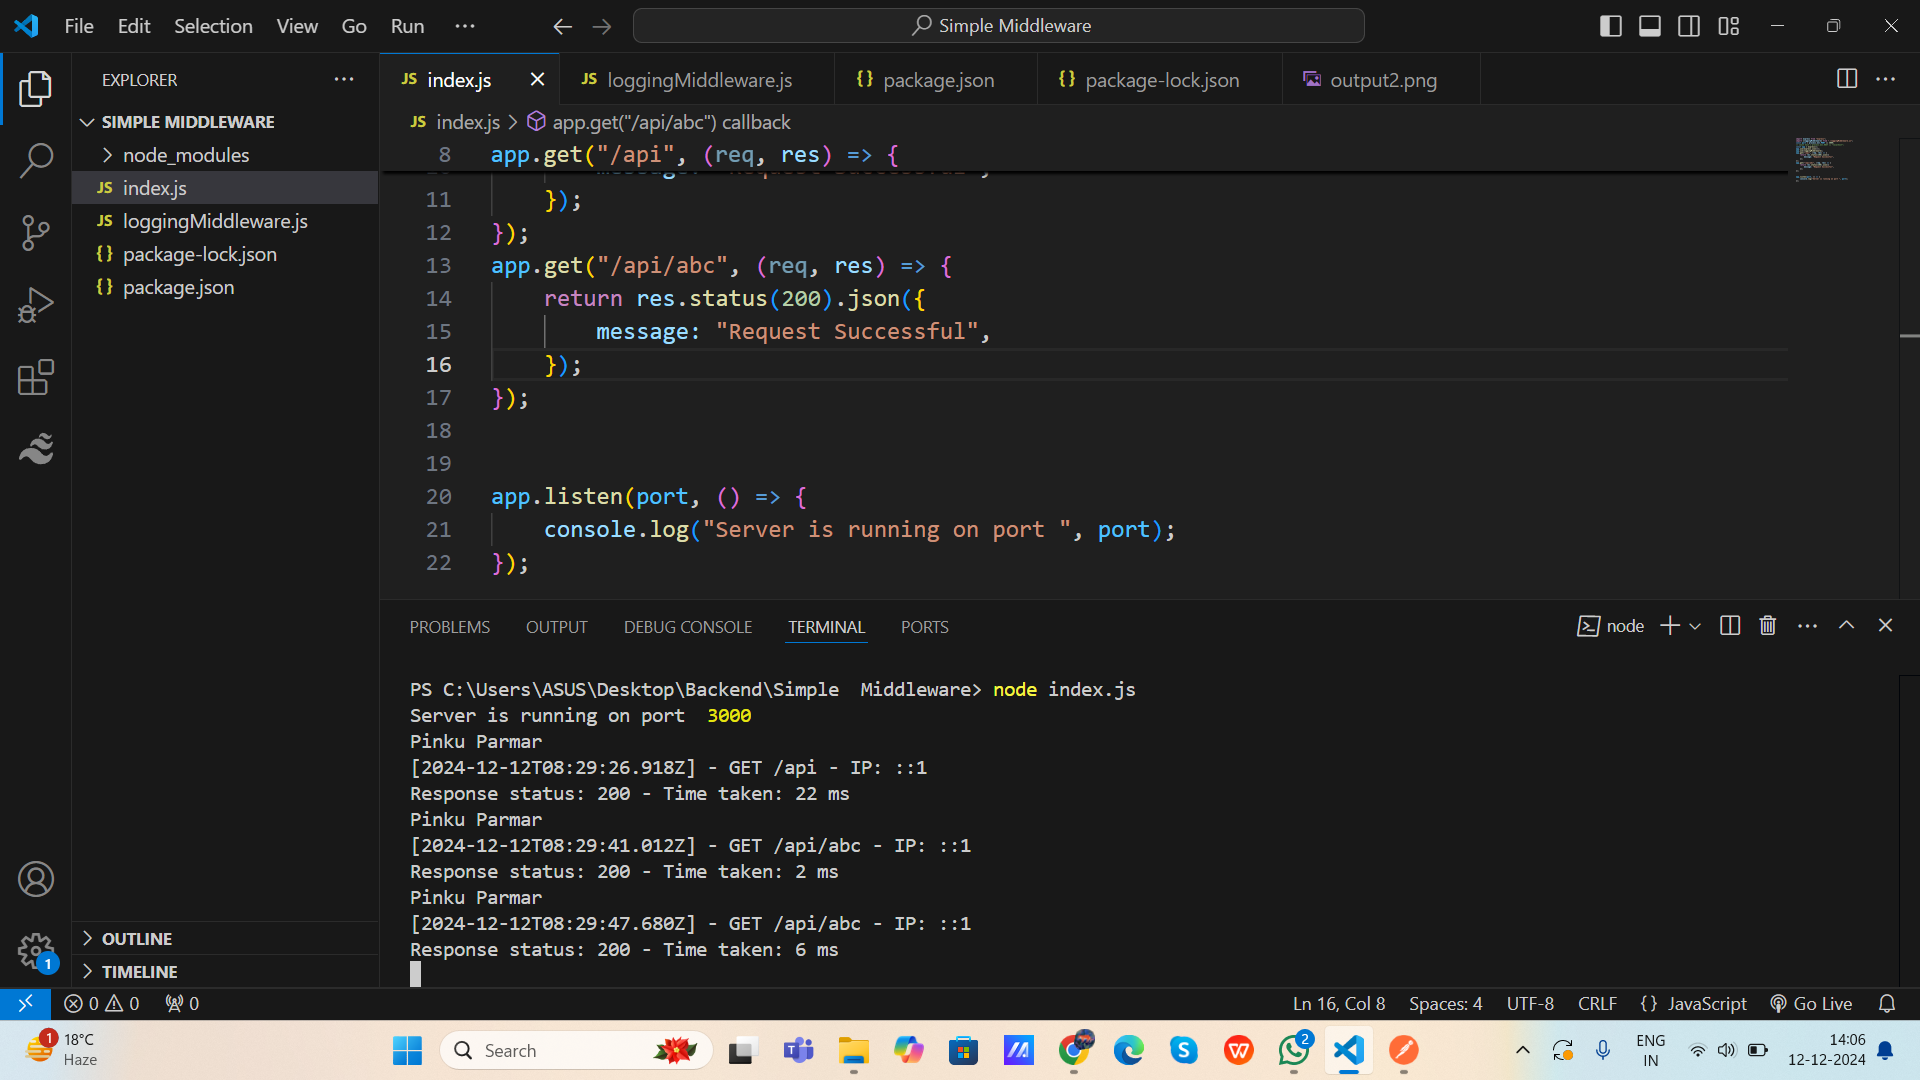 File Edit Selection View Go Run ··· Simple Middleware
EXPLORER ···
index.js
loggingMiddleware.js
package.json
package-lock.json
output2.png
SIMPLE MIDDLEWARE
node_modules
JS index.js
JS loggingMiddleware.js
{} package-lock.json
{} package.json
OUTLINE
TIMELINE
JS index.js > app.get("/api/abc") callback
8 app.get("/api", (req, res) => {
11 });
12 });
13 app.get("/api/abc", (req, res) => {
14 return res.status(200).json({
15 message: "Request Successful",
16 });
17 });
18
19
20 app.listen(port, () => {
21 console.log("Server is running on port ", port);
22 });
PROBLEMS OUTPUT DEBUG CONSOLE TERMINAL PORTS node
PS C:\Users\ASUS\Desktop\Backend\Simple  Middleware> node index.js
Server is running on port  3000
Pinku Parmar
[2024-12-12T08:29:26.918Z] - GET /api - IP: ::1
Response status: 200 - Time taken: 22 ms
Pinku Parmar
[2024-12-12T08:29:41.012Z] - GET /api/abc - IP: ::1
Response status: 200 - Time taken: 2 ms
Pinku Parmar
[2024-12-12T08:29:47.680Z] - GET /api/abc - IP: ::1
Response status: 200 - Time taken: 6 ms
1
0 0 0 Ln 16, Col 8 Spaces: 4 UTF-8 CRLF {} JavaScript Go Live
1 18°C
Haze
Search
2
ENG
IN
14:06
12-12-2024